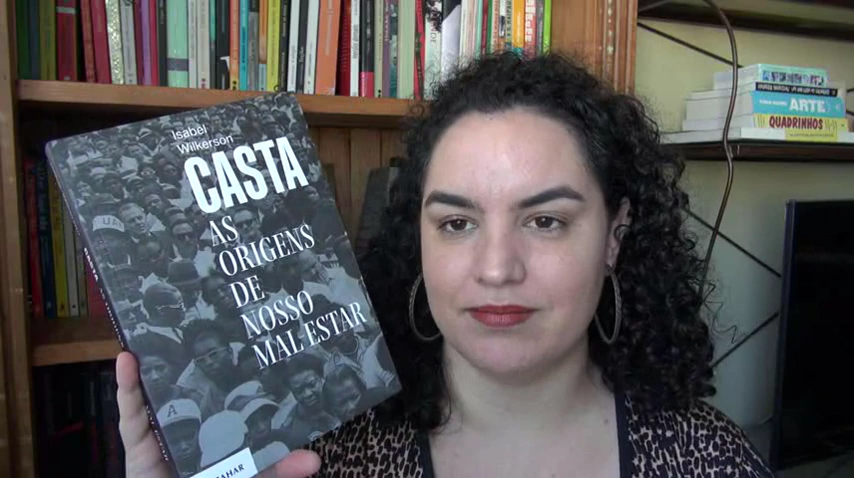 Isabel
Wilkerson
CASTA
AS
ORIGENS
DE
NOSSO
MAL ESTAR
ZAHAR
ARTE
QUADRINHOS